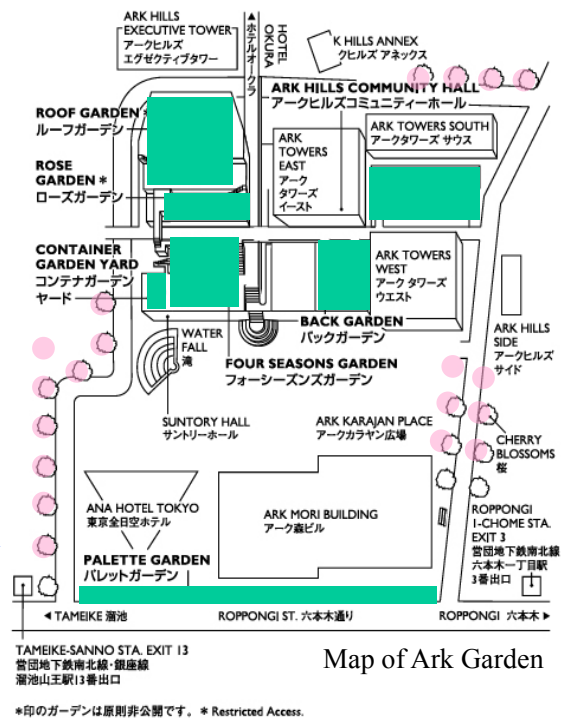 ARK HILLS
EXECUTIVE TOWER
アークヒルズ
エグゼクティブタワー
▲ホテルオークラ
HOTEL
OKURA
K HILLS ANNEX
クヒルズ アネックス
ARK HILLS COMMUNITY HALL
アークヒルズコミュニティーホール
ROOF GARDEN*
ルーフガーデン
ARK
TOWERS
EAST
アーク
タワーズ
イースト
ARK TOWERS SOUTH
アークタワーズ サウス
ROSE
GARDEN *
ローズガーデン
CONTAINER
GARDEN YARD
コンテナガーデン
ヤード
ARK TOWERS
WEST
アーク タワーズ
ウエスト
BACK GARDEN
バックガーデン
ARK HILLS
SIDE
アークヒルズ
サイド
WATER
FALL
滝
FOUR SEASONS GARDEN
フォーシーズンズガーデン
SUNTORY HALL
サントリーホール
ARK KARAJAN PLACE
アークカラヤン広場
CHERRY
BLOSSOMS
桜
ANA HOTEL TOKYO
東京全日空ホテル
ARK MORI BUILDING
アーク森ビル
ROPPONGI
1-CHOME STA.
EXIT 3
営団地下鉄南北線
六本木一丁目駅
3番出口
PALETTE GARDEN
パレットガーデン
◀ TAMEIKE 溜池
ROPPONGI ST. 六本木通り
ROPPONGI 六本木 ▶
TAMEIKE-SANNO STA. EXIT 13
営団地下鉄南北線・銀座線
溜池山王駅13番出口
Map of Ark Garden
*印のガーデンは原則非公開です。 * Restricted Access.